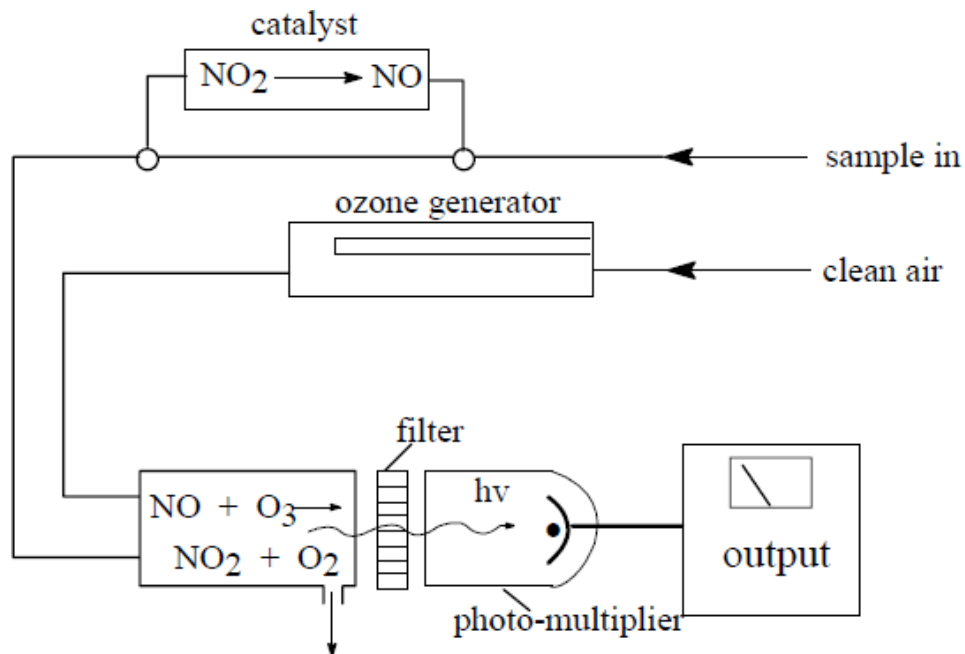 catalyst
NO₂ → NO
sample in
ozone generator
clean air
filter
NO + O₃ →
hv
NO₂ + O₂
output
photo-multiplier